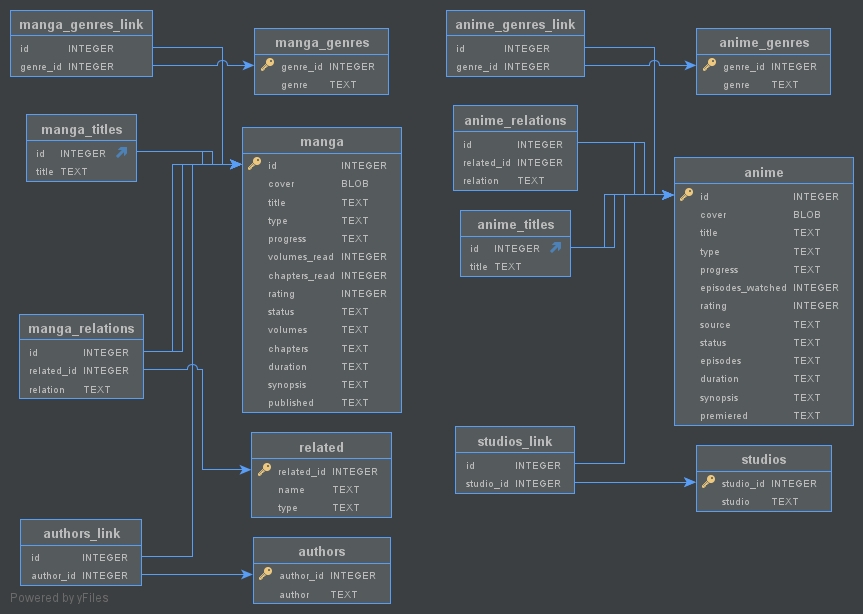 manga_genres_link
id INTEGER
genre_id INTEGER
manga_genres
genre_id INTEGER
genre TEXT
manga_titles
id INTEGER
title TEXT
manga
id INTEGER
cover BLOB
title TEXT
type TEXT
progress TEXT
volumes_read INTEGER
chapters_read INTEGER
rating INTEGER
status TEXT
volumes TEXT
chapters TEXT
duration TEXT
synopsis TEXT
published TEXT
manga_relations
id INTEGER
related_id INTEGER
relation TEXT
related
related_id INTEGER
name TEXT
type TEXT
authors_link
id INTEGER
author_id INTEGER
authors
author_id INTEGER
author TEXT
anime_genres_link
id INTEGER
genre_id INTEGER
anime_genres
genre_id INTEGER
genre TEXT
anime_relations
id INTEGER
related_id INTEGER
relation TEXT
anime_titles
id INTEGER
title TEXT
anime
id INTEGER
cover BLOB
title TEXT
type TEXT
progress TEXT
episodes_watched INTEGER
rating INTEGER
source TEXT
status TEXT
episodes TEXT
duration TEXT
synopsis TEXT
premiered TEXT
studios_link
id INTEGER
studio_id INTEGER
studios
studio_id INTEGER
studio TEXT
Powered by yFiles